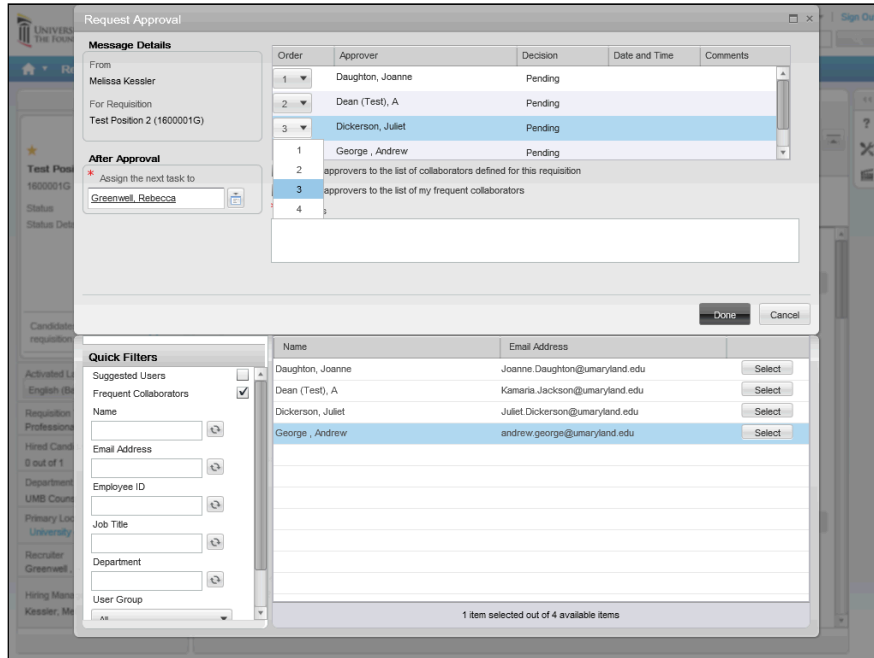 Request Approval
Sign Ou
UNIVERS
THE FOUN
Message Details
From
Melissa Kessler
For Requisition
Test Position 2 (1600001G)
After Approval
* Assign the next task to
Greenwell, Rebecca
Order Approver Decision Date and Time Comments
1 Daughton, Joanne Pending
2 Dean (Test), A Pending
3 Dickerson, Juliet Pending
George , Andrew Pending
1
2
3
4
approvers to the list of collaborators defined for this requisition
approvers to the list of my frequent collaborators
s
Done Cancel
Test Posi
1600001G
Status
Status Deta
Candidate
requisition
Activated La
English (Ba
Requisition
Professiona
Hired Candi
0 out of 1
Department
UMB Couns
Primary Loc
University
Recruiter
Greenwell ,
Hiring Mana
Kessler, Me
Quick Filters
Suggested Users
Frequent Collaborators
Name
Email Address
Employee ID
Job Title
Department
User Group
All
Name Email Address
Daughton, Joanne Joanne.Daughton@umaryland.edu Select
Dean (Test), A Kamaria.Jackson@umaryland.edu Select
Dickerson, Juliet Juliet.Dickerson@umaryland.edu Select
George , Andrew andrew.george@umaryland.edu Select
1 item selected out of 4 available items